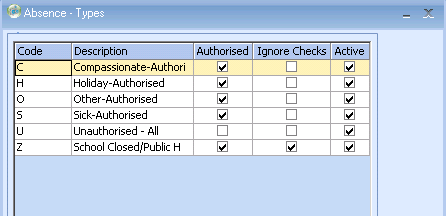 Absence - Types
Code Description Authorised Ignore Checks Active
C Compassionate-Authori
H Holiday-Authorised
O Other-Authorised
S Sick-Authorised
U Unauthorised - All
Z School Closed/Public H